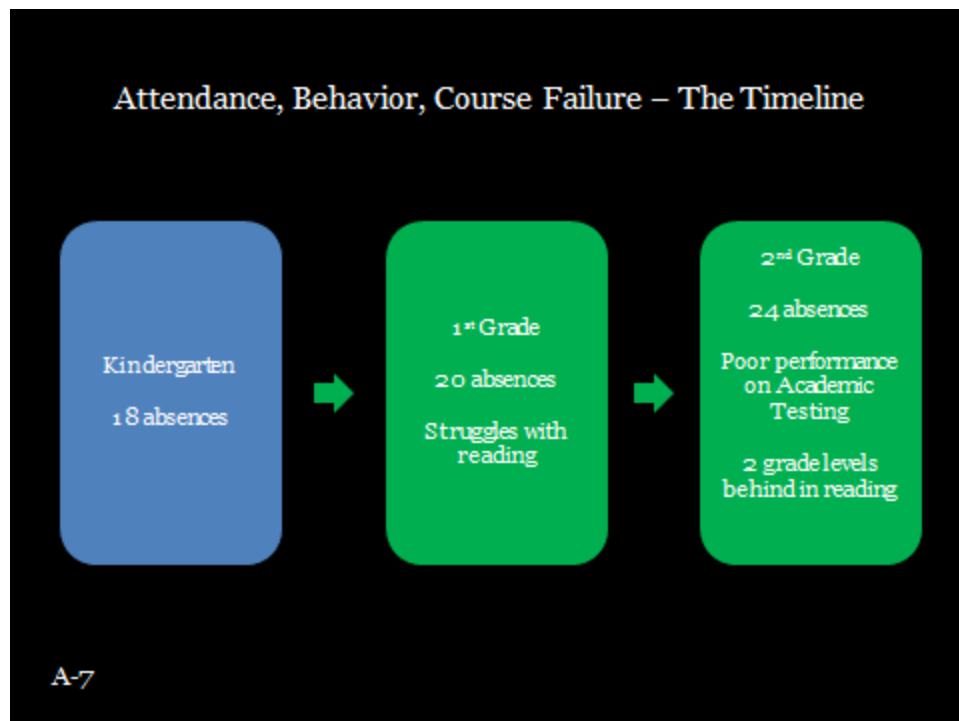 Attendance, Behavior, Course Failure – The Timeline
Kindergarten
18 absences
1st Grade
20 absences
Struggles with
reading
2nd Grade
24 absences
Poor performance
on Academic
Testing
2 grade levels
behind in reading
A-7